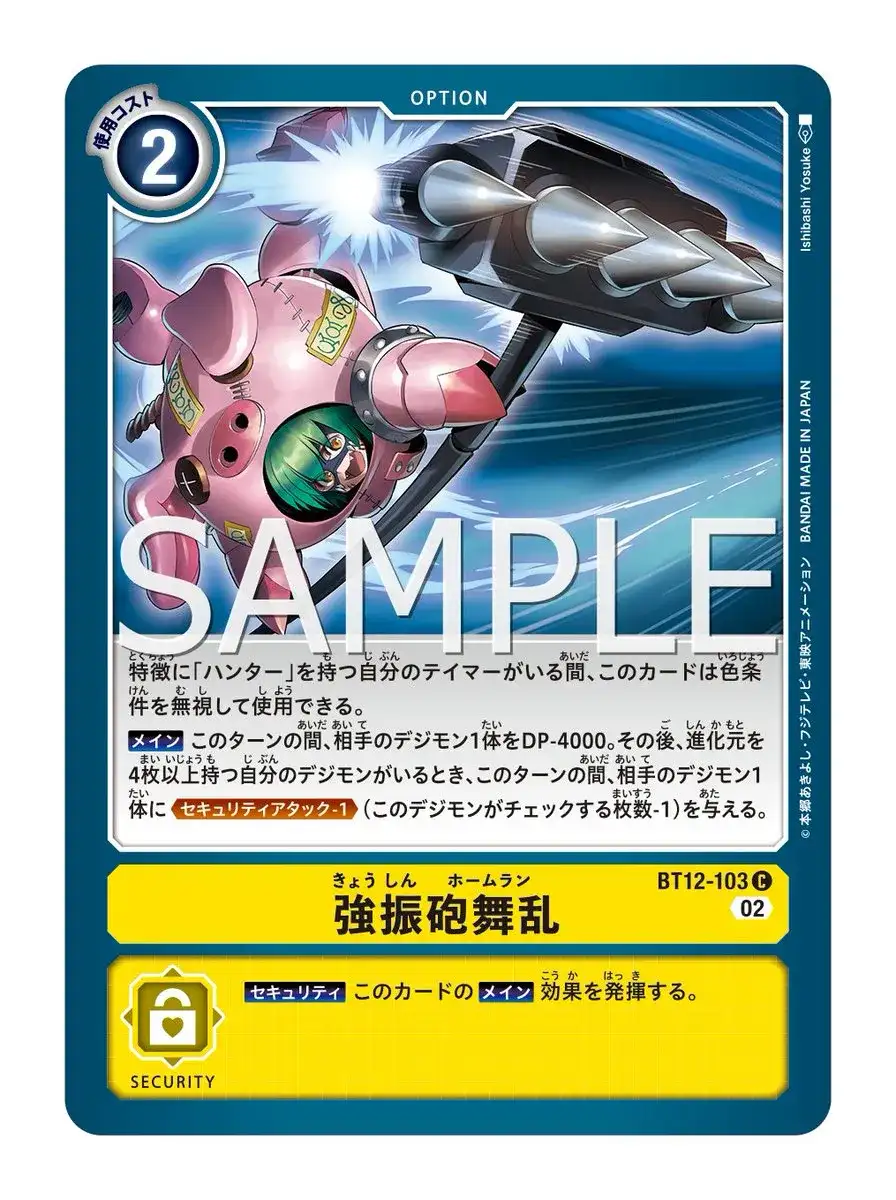 OPTION
使用コスト
2
Ishibashi Yosuke
SAMPLE
特徴に「ハンター」を持つ自分のテイマーがいる間、このカードは色条
件を無視して使用できる。
メイン このターンの間、相手のデジモン1体をDP-4000。その後、進化元を
4枚以上持つ自分のデジモンがいるとき、このターンの間、相手のデジモン1
体に セキュリティアタック-1 (このデジモンがチェックする枚数-1)を与える。
©本郷あきよし・フジテレビ・東映アニメーション BANDAI MADE IN JAPAN
きょうしん ホームラン
強振砲舞乱
BT12-103 C
02
セキュリティ このカードの メイン 効果を発揮する。
SECURITY